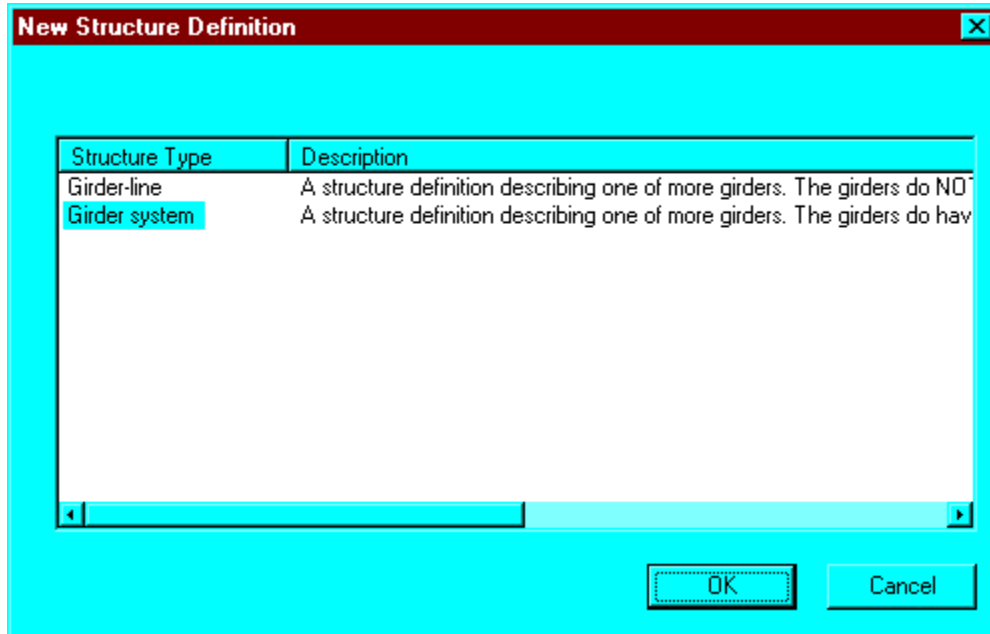 New Structure Definition
Structure Type Description
Girder-line A structure definition describing one of more girders. The girders do NOT
Girder system A structure definition describing one of more girders. The girders do hav
OK Cancel